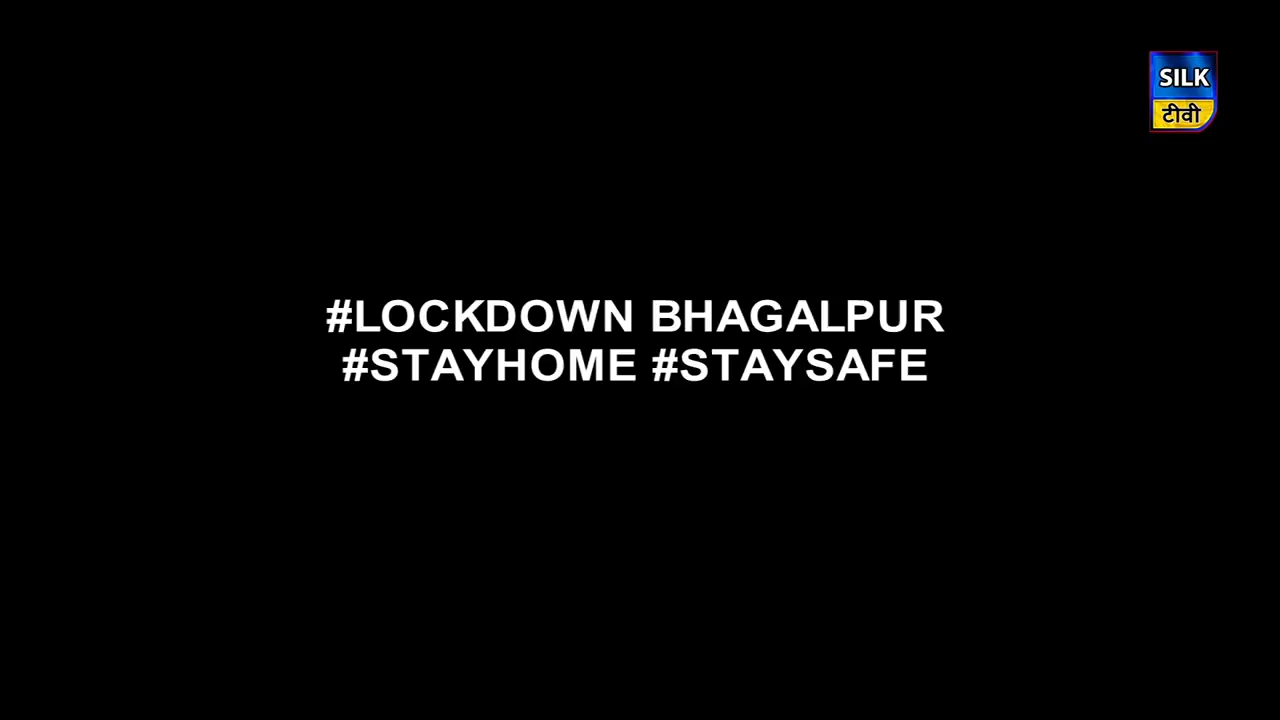 SILK
टीवी
#LOCKDOWN BHAGALPUR
#STAYHOME #STAYSAFE